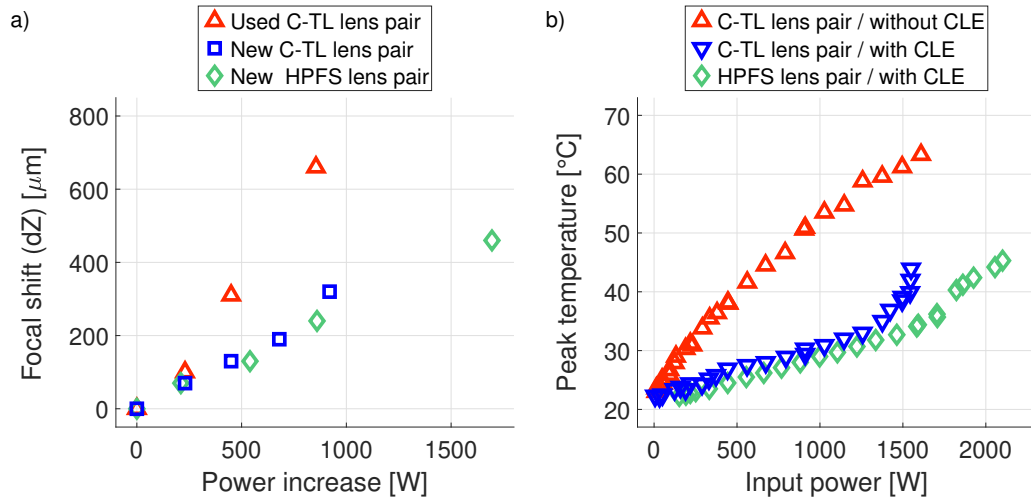 a)
Used C-TL lens pair
New C-TL lens pair
New HPFS lens pair
800
600
400
200
0
0
500
1000
1500
Focal shift (dZ) [μm]
Power increase [W]
b)
C-TL lens pair / without CLE
C-TL lens pair / with CLE
HPFS lens pair / with CLE
70
60
50
40
30
20
0
500
1000
1500
2000
Peak temperature [°C]
Input power [W]